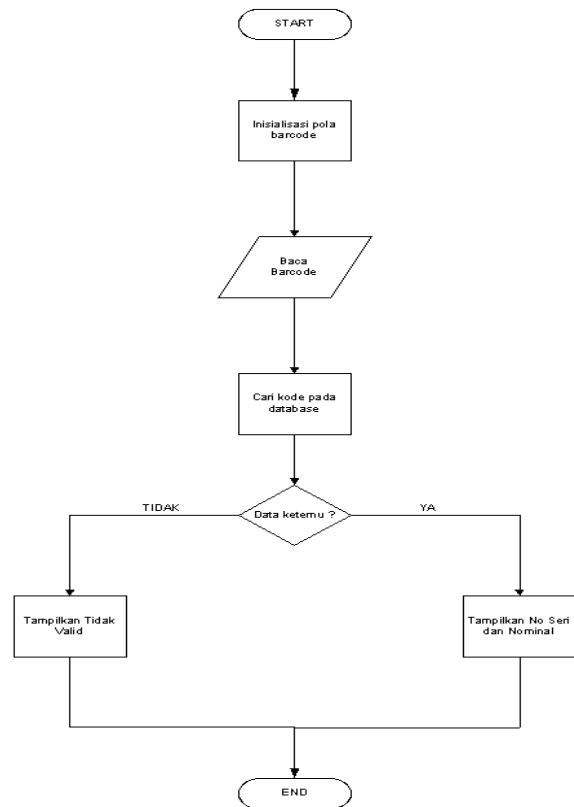 START
Inisialisasi pola
barcode
Baca
Barcode
Cari kode pada
database
Data ketemu ?
TIDAK
YA
Tampilkan Tidak
Valid
Tampilkan No Seri
dan Nominal
END